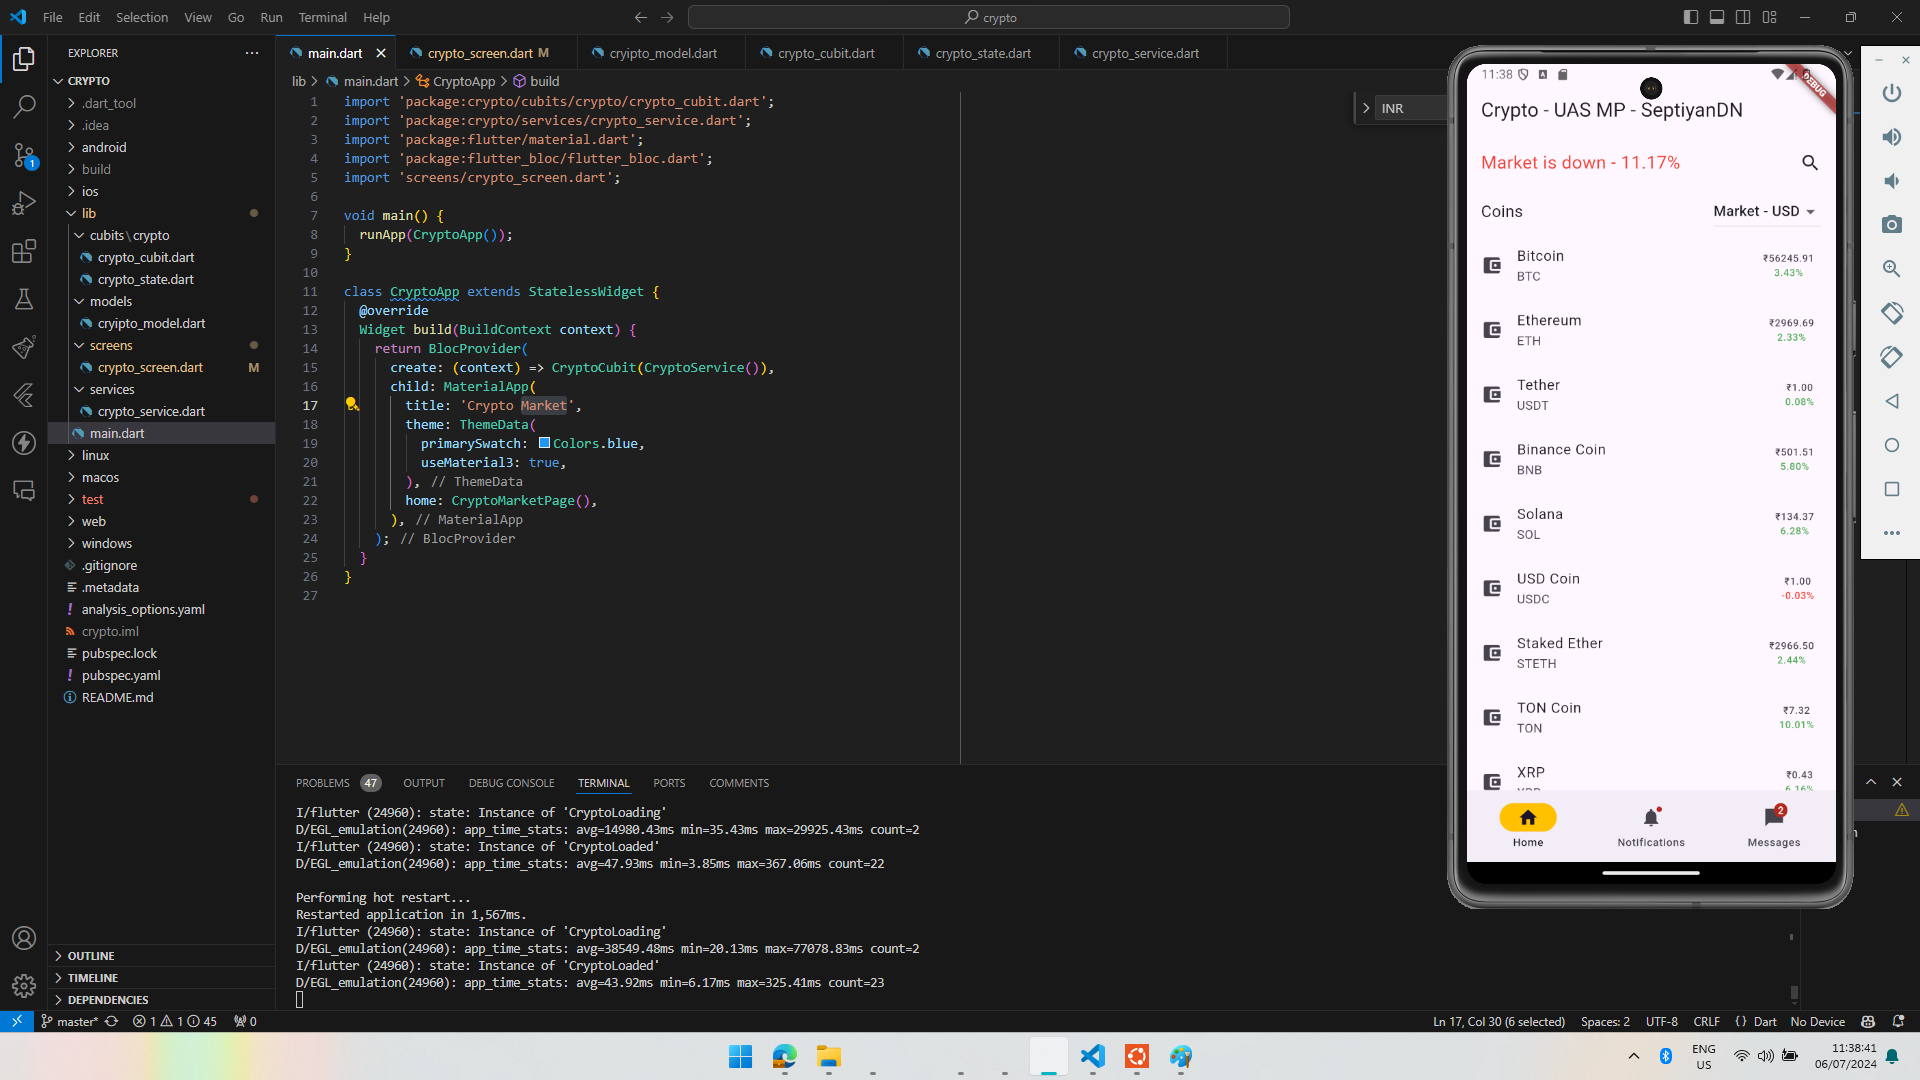 File Edit Selection View Go Run Terminal Help
crypto
EXPLORER
CRYPTO
.dart_tool
.idea
android
build
ios
lib
cubits\crypto
crypto_cubit.dart
crypto_state.dart
models
cryipto_model.dart
screens
crypto_screen.dart M
services
crypto_service.dart
main.dart
linux
macos
test
web
windows
.gitignore
.metadata
analysis_options.yaml
crypto.iml
pubspec.lock
pubspec.yaml
README.md
OUTLINE
TIMELINE
DEPENDENCIES
1
main.dart crypto_screen.dart M cryipto_model.dart crypto_cubit.dart crypto_state.dart crypto_service.dart
lib > main.dart > CryptoApp > build
INR
1 import 'package:crypto/cubits/crypto/crypto_cubit.dart';
2 import 'package:crypto/services/crypto_service.dart';
3 import 'package:flutter/material.dart';
4 import 'package:flutter_bloc/flutter_bloc.dart';
5 import 'screens/crypto_screen.dart';
6
7 void main() {
8 runApp(CryptoApp());
9 }
10
11 class CryptoApp extends StatelessWidget {
12 @override
13 Widget build(BuildContext context) {
14 return BlocProvider(
15 create: (context) => CryptoCubit(CryptoService()),
16 child: MaterialApp(
17 title: 'Crypto Market',
18 theme: ThemeData(
19 primarySwatch: Colors.blue,
20 useMaterial3: true,
21 ), // ThemeData
22 home: CryptoMarketPage(),
23 ), // MaterialApp
24 ); // BlocProvider
25 }
26 }
27
PROBLEMS 47 OUTPUT DEBUG CONSOLE TERMINAL PORTS COMMENTS
I/flutter (24960): state: Instance of 'CryptoLoading'
D/EGL_emulation(24960): app_time_stats: avg=14980.43ms min=35.43ms max=29925.43ms count=2
I/flutter (24960): state: Instance of 'CryptoLoaded'
D/EGL_emulation(24960): app_time_stats: avg=47.93ms min=3.85ms max=367.06ms count=22
Performing hot restart...
Restarted application in 1,567ms.
I/flutter (24960): state: Instance of 'CryptoLoading'
D/EGL_emulation(24960): app_time_stats: avg=38549.48ms min=20.13ms max=77078.83ms count=2
I/flutter (24960): state: Instance of 'CryptoLoaded'
D/EGL_emulation(24960): app_time_stats: avg=43.92ms min=6.17ms max=325.41ms count=23
11:38
DEBUG
Crypto - UAS MP - SeptiyanDN
Market is down - 11.17%
Coins Market - USD
Bitcoin ₹56245.91
BTC 3.43%
Ethereum ₹2969.69
ETH 2.33%
Tether ₹1.00
USDT 0.08%
Binance Coin ₹501.51
BNB 5.80%
Solana ₹134.37
SOL 6.28%
USD Coin ₹1.00
USDC -0.03%
Staked Ether ₹2966.50
STETH 2.44%
TON Coin ₹7.32
TON 10.01%
XRP ₹0.43
XRP 6.16%
2
Home Notifications Messages
master* 1 1 45 0
Ln 17, Col 30 (6 selected) Spaces: 2 UTF-8 CRLF {} Dart No Device
ENG
US
11:38:41
06/07/2024